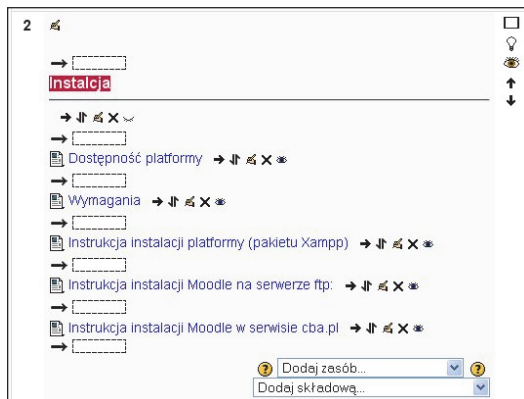 2
Instalcja
Dostępność platformy
Wymagania
Instrukcja instalacji platformy (pakietu Xampp)
Instrukcja instalacji Moodle na serwerze ftp:
Instrukcja instalacji Moodle w serwisie cba.pl
? Dodaj zasób... ?
Dodaj składową...